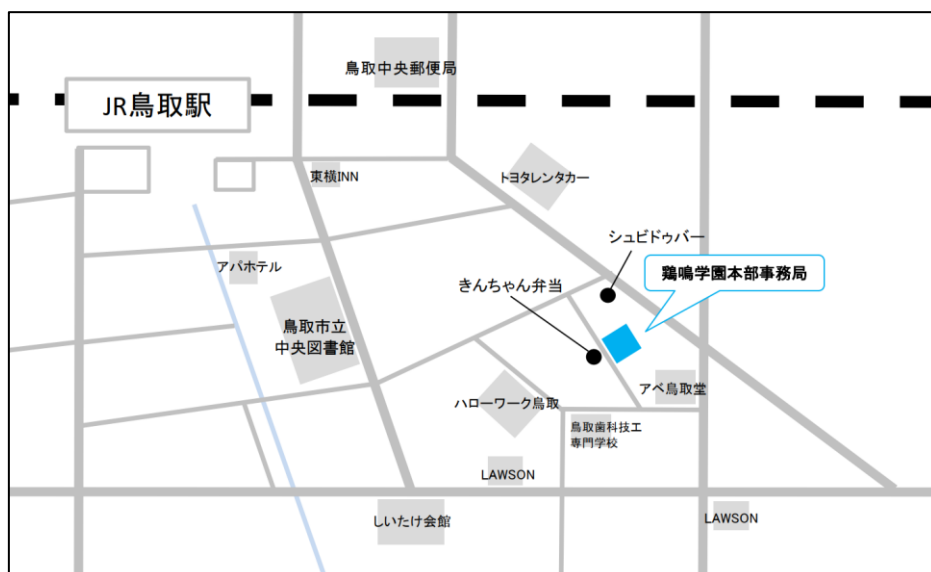 鳥取中央郵便局
JR鳥取駅
東横INN
トヨタレンタカー
シュビドゥバー
アパホテル
きんちゃん弁当
鶏鳴学園本部事務局
鳥取市立
中央図書館
アベ鳥取堂
ハローワーク鳥取
鳥取歯科技工
専門学校
LAWSON
しいたけ会館
LAWSON